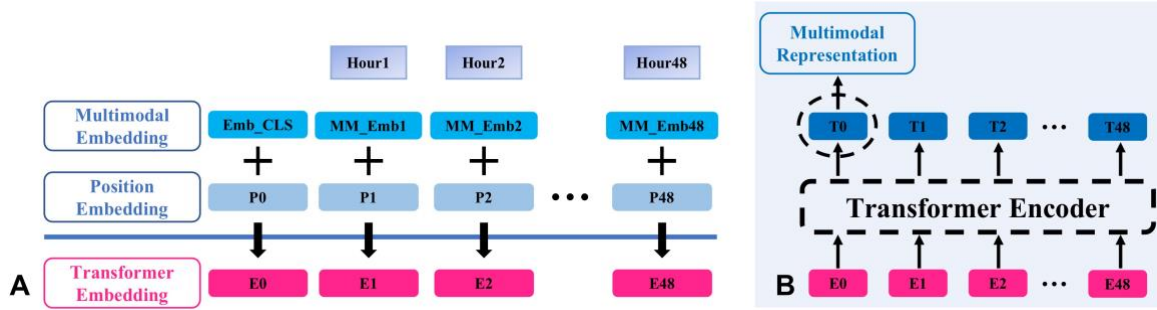 Hour1 Hour2 Hour48
Multimodal
Embedding
Emb_CLS MM_Emb1 MM_Emb2 MM_Emb48
+ + + +
Position
Embedding
P0 P1 P2 ••• P48
Transformer
Embedding
E0 E1 E2 E48
A
Multimodal
Representation
T0 T1 T2 ••• T48
Transformer Encoder
E0 E1 E2 ••• E48
B